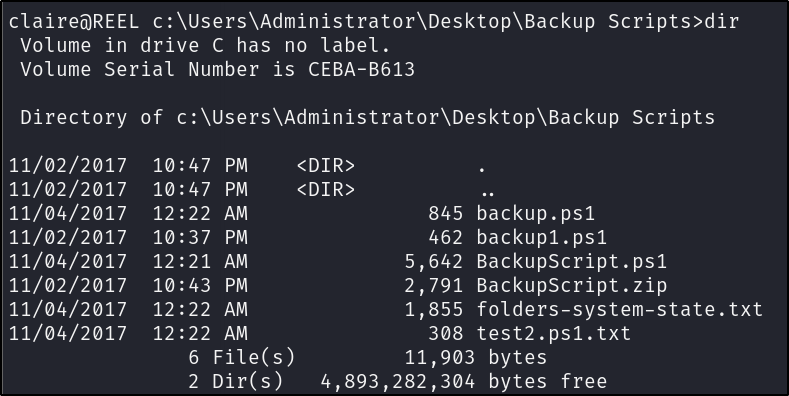 claire@REEL c:\Users\Administrator\Desktop\Backup Scripts>dir
 Volume in drive C has no label.
 Volume Serial Number is CEBA-B613

 Directory of c:\Users\Administrator\Desktop\Backup Scripts

11/02/2017  10:47 PM    <DIR>          .
11/02/2017  10:47 PM    <DIR>          ..
11/04/2017  12:22 AM               845 backup.ps1
11/02/2017  10:37 PM               462 backup1.ps1
11/04/2017  12:21 AM             5,642 BackupScript.ps1
11/02/2017  10:43 PM             2,791 BackupScript.zip
11/04/2017  12:22 AM             1,855 folders-system-state.txt
11/04/2017  12:22 AM               308 test2.ps1.txt
               6 File(s)         11,903 bytes
               2 Dir(s)   4,893,282,304 bytes free